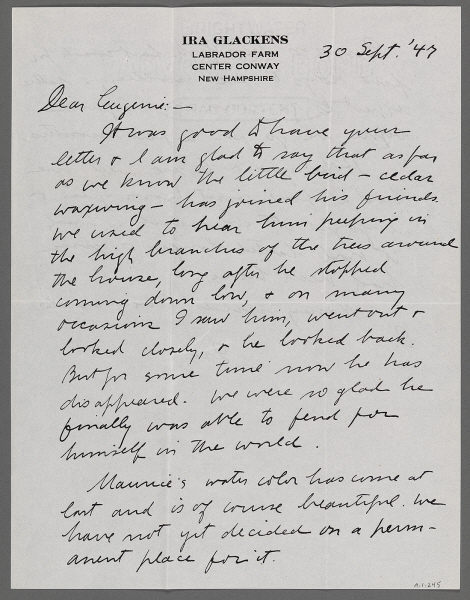 IRA GLACKENS
LABRADOR FARM
CENTER CONWAY
NEW HAMPSHIRE
30 Sept. '47
Dear Eugenie:—
It was good to have your
letter & I am glad to say that as far
as we know the little bird — cedar
waxwing — has joined his friends.
We used to hear him peeping in
the high branches of the trees around
the house, long after he stopped
coming down low, & on many
occasions I saw him, went out &
looked closely, & he looked back.
But for some time now he has
disappeared. We were so glad he
finally was able to fend for
himself in the world.
Maurice's water color has come at
last and is of course beautiful. We
have not yet decided on a perm-
anent place for it.
A.1.245